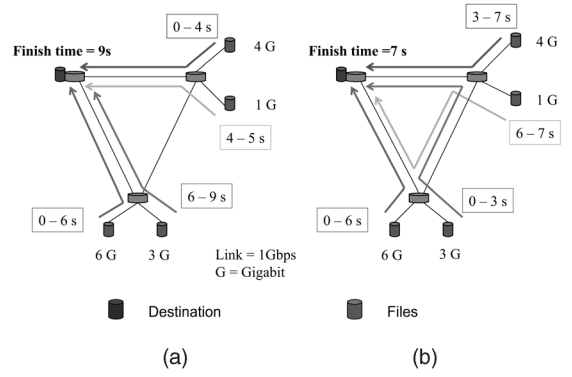 0 – 4 s
Finish time = 9s
4 G
1 G
4 – 5 s
6 – 9 s
0 – 6 s
6 G
3 G
Link = 1Gbps
G = Gigabit
3 – 7 s
Finish time =7 s
4 G
1 G
6 – 7 s
0 – 3 s
0 – 6 s
6 G
3 G
Destination
Files
(a)
(b)